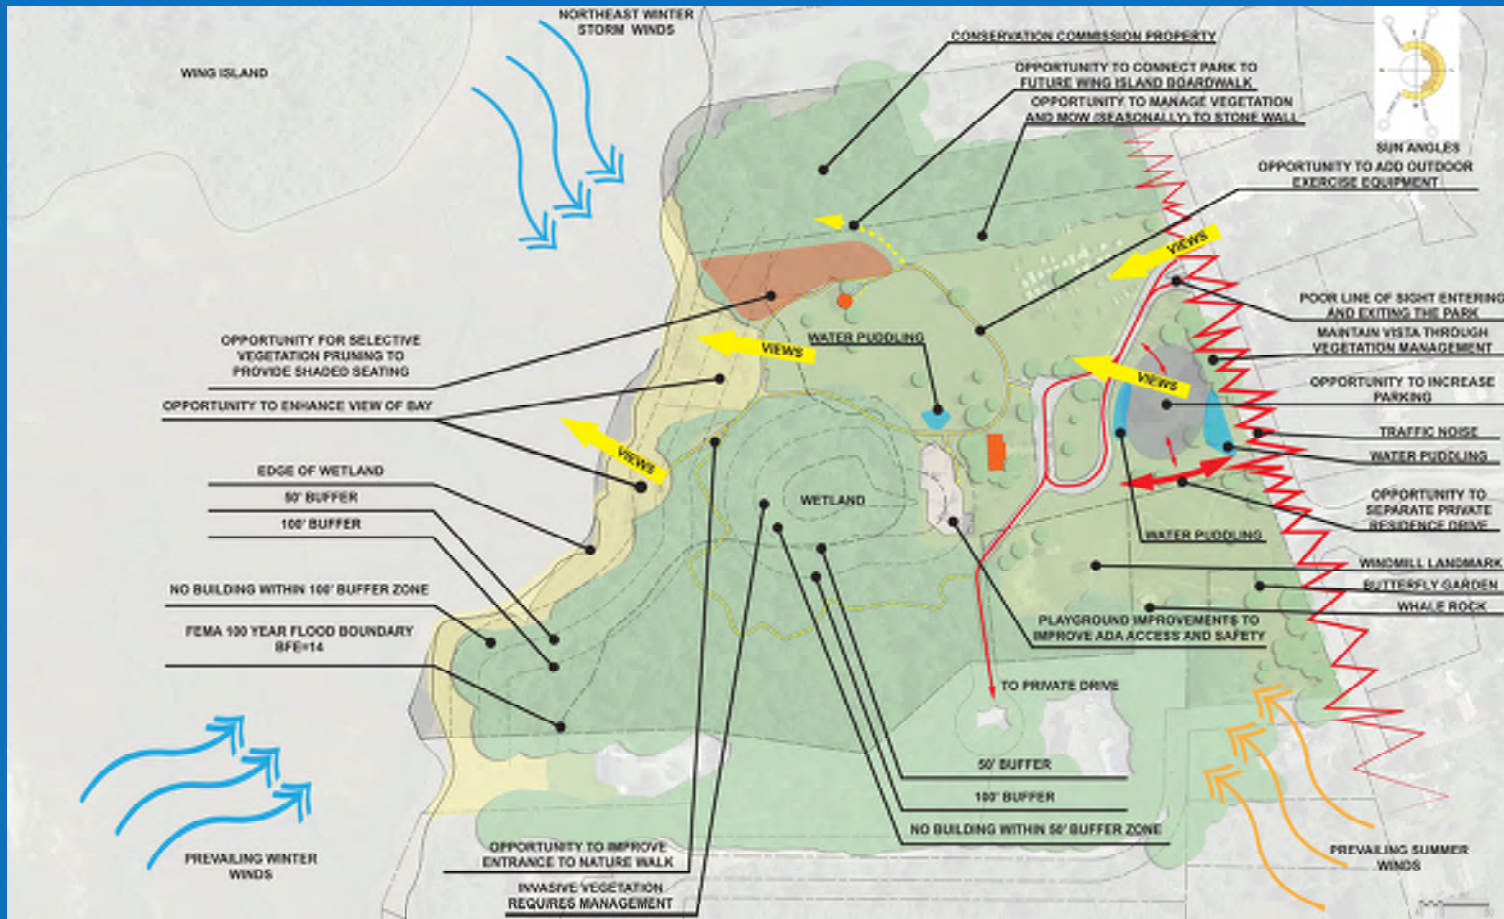 NORTHEAST WINTER
STORM WINDS
WING ISLAND
CONSERVATION COMMISSION PROPERTY
OPPORTUNITY TO CONNECT PARK TO
FUTURE WING ISLAND BOARDWALK
OPPORTUNITY TO MANAGE VEGETATION
AND MOW (SEASONALLY) TO STONE WALL
SUN ANGLES
OPPORTUNITY TO ADD OUTDOOR
EXERCISE EQUIPMENT
VIEWS
POOR LINE OF SIGHT ENTERING
AND EXITING THE PARK
MAINTAIN VISTA THROUGH
VEGETATION MANAGEMENT
OPPORTUNITY TO INCREASE
PARKING
TRAFFIC NOISE
WATER PUDDLING
OPPORTUNITY TO
SEPARATE PRIVATE
RESIDENCE DRIVE
WATER PUDDLING
VIEWS
WATER PUDDLING
VIEWS
OPPORTUNITY FOR SELECTIVE
VEGETATION PRUNING TO
PROVIDE SHADED SEATING
OPPORTUNITY TO ENHANCE VIEW OF BAY
VIEWS
EDGE OF WETLAND
50' BUFFER
100' BUFFER
WETLAND
NO BUILDING WITHIN 100' BUFFER ZONE
FEMA 100 YEAR FLOOD BOUNDARY
BFE=14
WINDMILL LANDMARK
BUTTERFLY GARDEN
WHALE ROCK
PLAYGROUND IMPROVEMENTS TO
IMPROVE ADA ACCESS AND SAFETY
TO PRIVATE DRIVE
50' BUFFER
100' BUFFER
NO BUILDING WITHIN 50' BUFFER ZONE
OPPORTUNITY TO IMPROVE
ENTRANCE TO NATURE WALK
INVASIVE VEGETATION
REQUIRES MANAGEMENT
PREVAILING WINTER
WINDS
PREVAILING SUMMER
WINDS